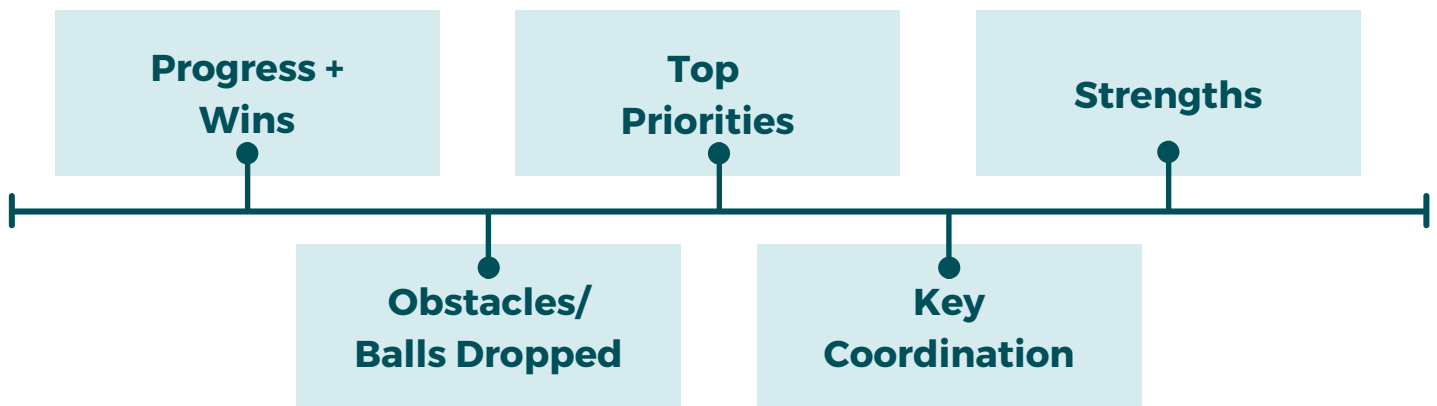 Progress +
Wins
Obstacles/
Balls Dropped
Top
Priorities
Key
Coordination
Strengths